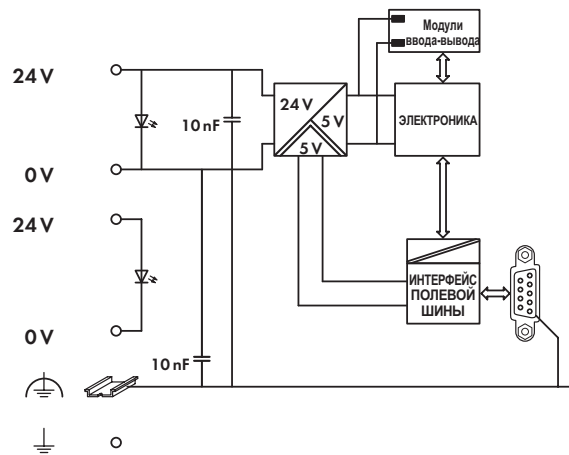 Модули
ввода-вывода
24 V
10 nF
24 V
5 V
5 V
ЭЛЕКТРОНИКА
0 V
24 V
ИНТЕРФЕЙС
ПОЛЕВОЙ
ШИНЫ
0 V
10 nF